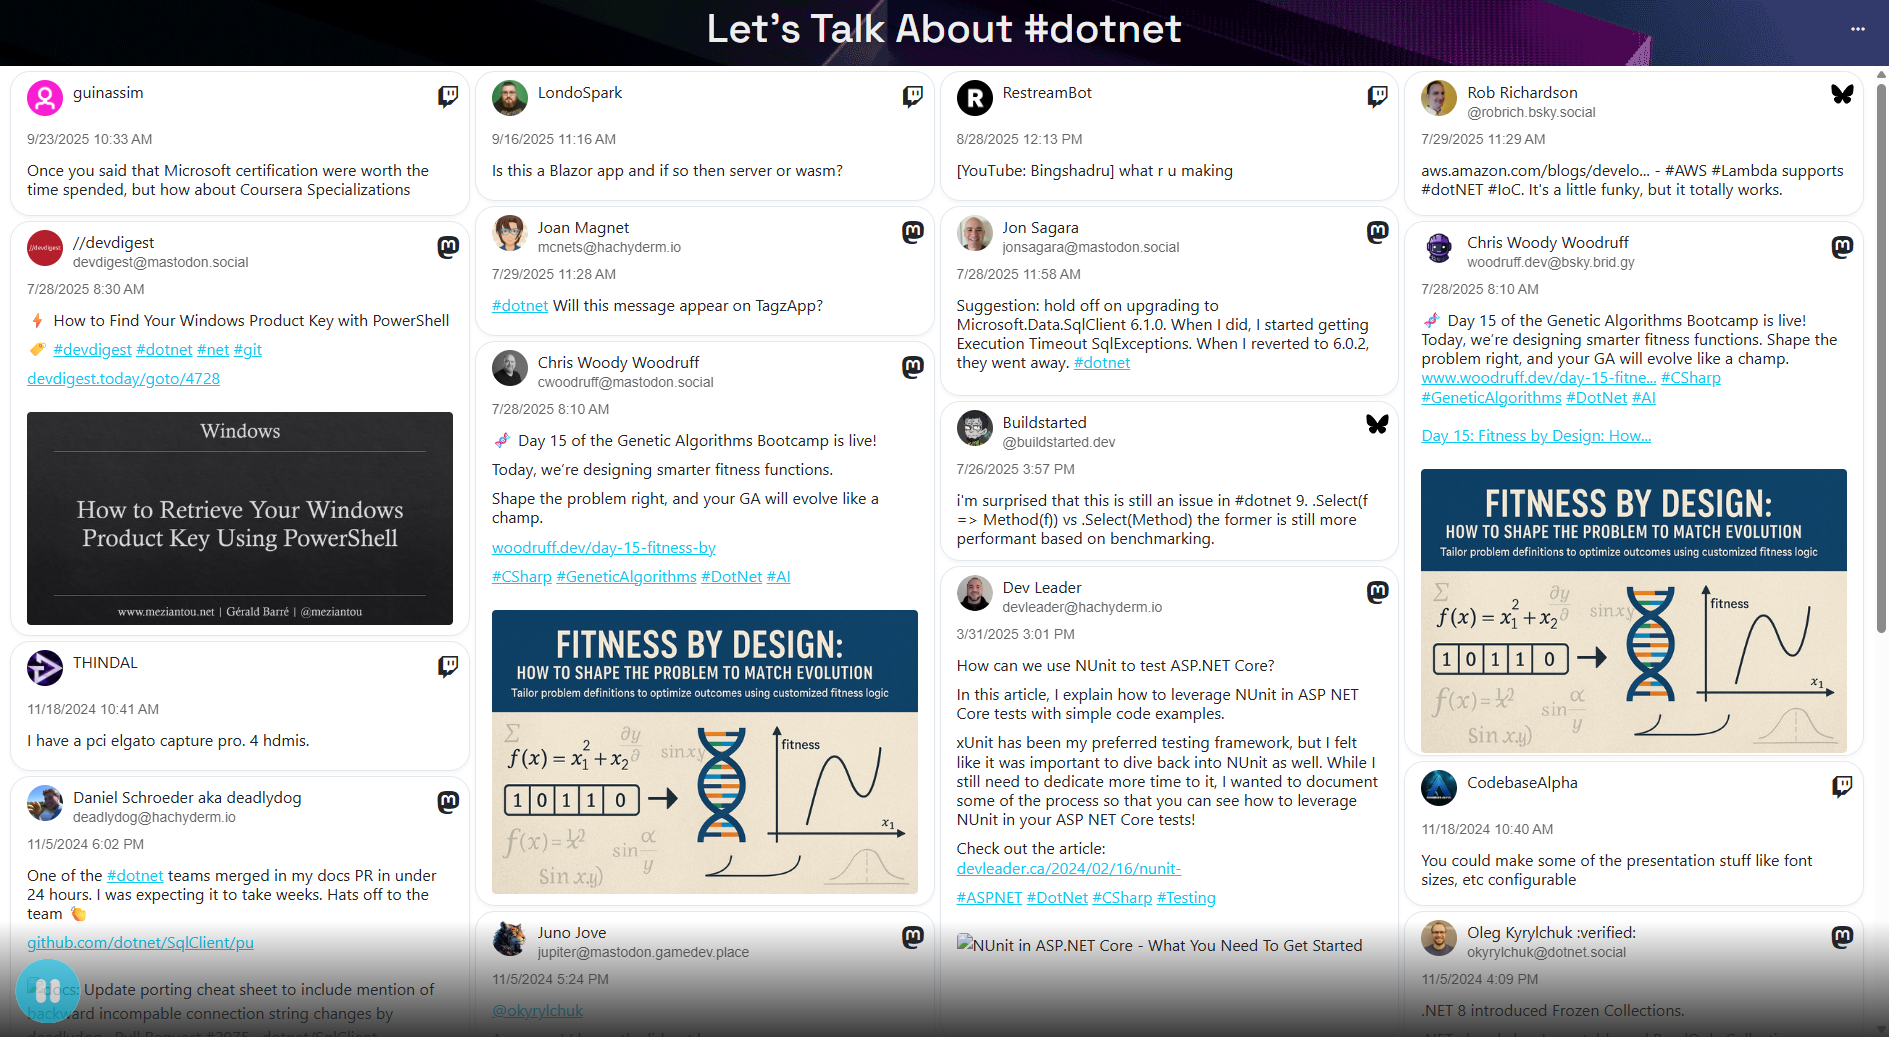 Let's Talk About #dotnet
guinassim
9/23/2025 10:33 AM
Once you said that Microsoft certification were worth the
time spended, but how about Coursera Specializations
//devdigest
//devdigest
devdigest@mastodon.social
7/28/2025 8:30 AM
How to Find Your Windows Product Key with PowerShell
#devdigest #dotnet #net #git
devdigest.today/goto/4728
Windows
How to Retrieve Your Windows
Product Key Using PowerShell
www.meziantou.net | Gérald Barré | @meziantou
THINDAL
11/18/2024 10:41 AM
I have a pci elgato capture pro. 4 hdmis.
Daniel Schroeder aka deadlydog
deadlydog@hachyderm.io
11/5/2024 6:02 PM
One of the #dotnet teams merged in my docs PR in under
24 hours. I was expecting it to take weeks. Hats off to the
team 👏
github.com/dotnet/SqlClient/pu
docs: Update porting cheat sheet to include mention of
backward incompable connection string changes by
deadlydog · Pull Request #2975 · dotnet/SqlClient
LondoSpark
9/16/2025 11:16 AM
Is this a Blazor app and if so then server or wasm?
Joan Magnet
mcnets@hachyderm.io
7/29/2025 11:28 AM
#dotnet Will this message appear on TagzApp?
Chris Woody Woodruff
cwoodruff@mastodon.social
7/28/2025 8:10 AM
🧬 Day 15 of the Genetic Algorithms Bootcamp is live!
Today, we're designing smarter fitness functions.
Shape the problem right, and your GA will evolve like a
champ.
woodruff.dev/day-15-fitness-by
#CSharp #GeneticAlgorithms #DotNet #AI
FITNESS BY DESIGN:
HOW TO SHAPE THE PROBLEM TO MATCH EVOLUTION
Tailor problem definitions to optimize outcomes using customized fitness logic
Σ ∂y/∂
f(x) = x₁² + x₂ sinxy
fitness
1 0 1 1 0
x₁
f(x) = sin α/y
Sin x.y)
Juno Jove
jupiter@mastodon.gamedev.place
11/5/2024 5:24 PM
@okyrylchuk
RestreamBot
8/28/2025 12:13 PM
[YouTube: Bingshadru] what r u making
Jon Sagara
jonsagara@mastodon.social
7/28/2025 11:58 AM
Suggestion: hold off on upgrading to
Microsoft.Data.SqlClient 6.1.0. When I did, I started getting
Execution Timeout SqlExceptions. When I reverted to 6.0.2,
they went away. #dotnet
Buildstarted
@buildstarted.dev
7/26/2025 3:57 PM
i'm surprised that this is still an issue in #dotnet 9. .Select(f
=> Method(f)) vs .Select(Method) the former is still more
performant based on benchmarking.
Dev Leader
devleader@hachyderm.io
3/31/2025 3:01 PM
How can we use NUnit to test ASP.NET Core?
In this article, I explain how to leverage NUnit in ASP NET
Core tests with simple code examples.
xUnit has been my preferred testing framework, but I felt
like it was important to dive back into NUnit as well. While I
still need to dedicate more time to it, I wanted to document
some of the process so that you can see how to leverage
NUnit in your ASP NET Core tests!
Check out the article:
devleader.ca/2024/02/16/nunit-
#ASPNET #DotNet #CSharp #Testing
NUnit in ASP.NET Core - What You Need To Get Started
Rob Richardson
@robrich.bsky.social
7/29/2025 11:29 AM
aws.amazon.com/blogs/develo... - #AWS #Lambda supports
#dotNET #IoC. It's a little funky, but it totally works.
Chris Woody Woodruff
woodruff.dev@bsky.brid.gy
7/28/2025 8:10 AM
🧬 Day 15 of the Genetic Algorithms Bootcamp is live!
Today, we're designing smarter fitness functions. Shape the
problem right, and your GA will evolve like a champ.
www.woodruff.dev/day-15-fitne... #CSharp
#GeneticAlgorithms #DotNet #AI
Day 15: Fitness by Design: How...
FITNESS BY DESIGN:
HOW TO SHAPE THE PROBLEM TO MATCH EVOLUTION
Tailor problem definitions to optimize outcomes using customized fitness logic
Σ ∂y/∂
f(x) = x₁² + x₂ sinxy
fitness
1 0 1 1 0
x₁
f(x) = sin α/y
Sin x.y)
CodebaseAlpha
11/18/2024 10:40 AM
You could make some of the presentation stuff like font
sizes, etc configurable
Oleg Kyrylchuk :verified:
okyrylchuk@dotnet.social
11/5/2024 4:09 PM
.NET 8 introduced Frozen Collections.